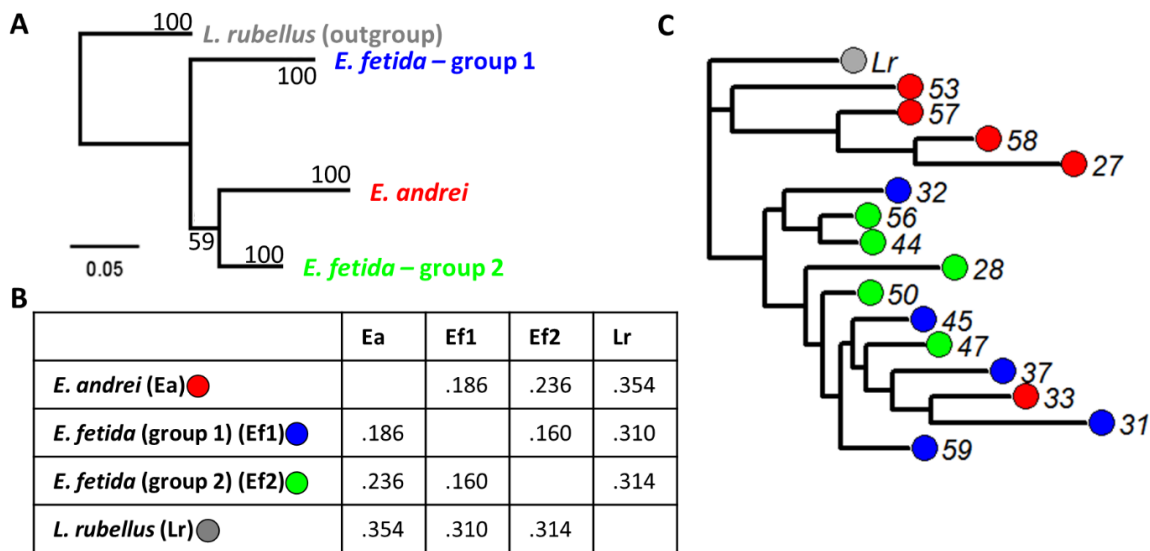 A
100
L. rubellus (outgroup)
E. fetida – group 1
100
100
E. andrei
59
100
E. fetida – group 2
0.05
B
Ea Ef1 Ef2 Lr
E. andrei (Ea) .186 .236 .354
E. fetida (group 1) (Ef1) .186 .160 .310
E. fetida (group 2) (Ef2) .236 .160 .314
L. rubellus (Lr) .354 .310 .314
C
Lr
53
57
58
27
32
56
44
28
50
45
47
37
33
31
59